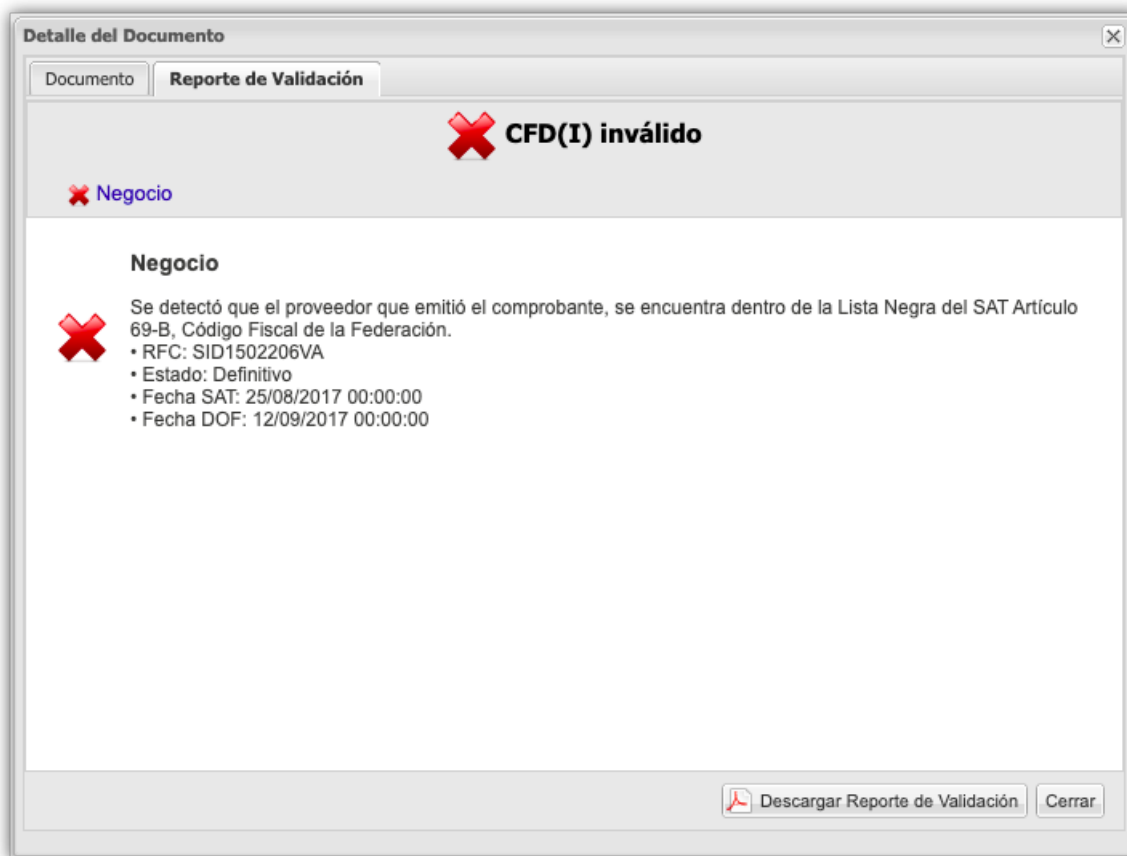 Detalle del Documento
Documento
Reporte de Validación
CFD(I) inválido
Negocio
Negocio
Se detectó que el proveedor que emitió el comprobante, se encuentra dentro de la Lista Negra del SAT Artículo
69-B, Código Fiscal de la Federación.
• RFC: SID1502206VA
• Estado: Definitivo
• Fecha SAT: 25/08/2017 00:00:00
• Fecha DOF: 12/09/2017 00:00:00
Descargar Reporte de Validación
Cerrar